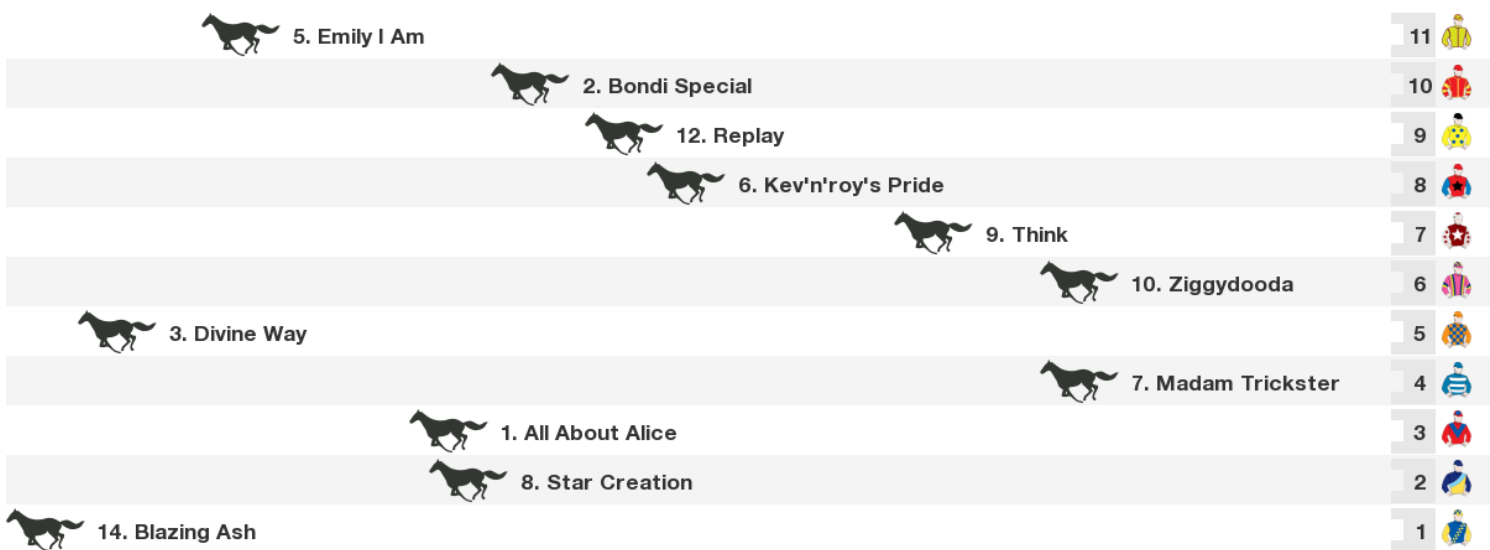 5. Emily I Am 11
2. Bondi Special 10
12. Replay 9
6. Kev'n'roy's Pride 8
9. Think 7
10. Ziggydooda 6
3. Divine Way 5
7. Madam Trickster 4
1. All About Alice 3
8. Star Creation 2
14. Blazing Ash 1